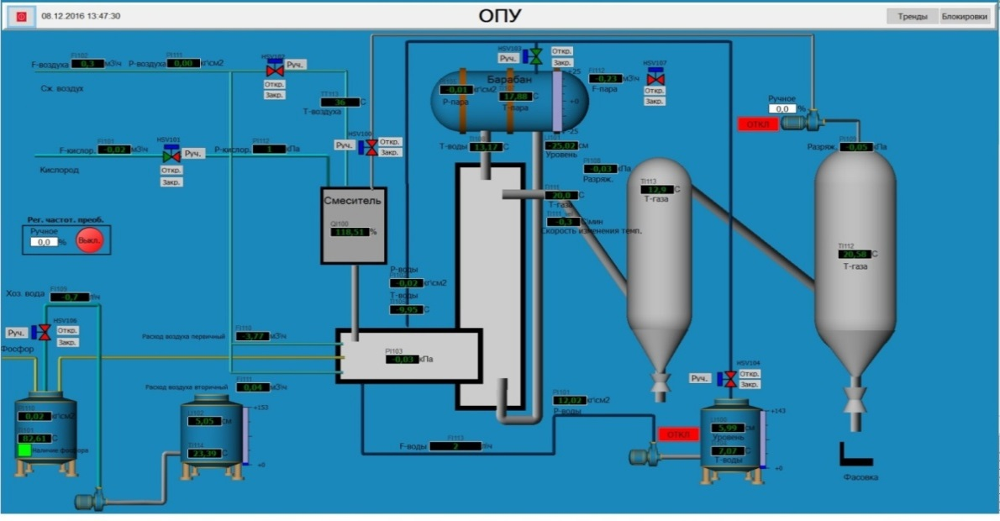 08.12.2016 13:47:30
ОПУ
Тренды
Блокировки
F-воздуха
FI102
0,3 м3\ч
P-воздуха
PI111
0,00 кг\см2
HSV102
Руч.
Откр.
Закр.
Сж. воздух
TT113
36 C
T-воздуха
F-кислор.
FI101
-0,02 м3\ч
HSV101
Руч.
Откр.
Закр.
P-кислор.
PI112
1 кПа
Кислород
HSV100
Руч.
Откр.
Закр.
HSV103
Руч.
Откр.
Закр.
Барабан
-0,01 кг\см2
P-пара
17,88 C
T-пара
+25
+0
-25
FI112
-0,23 м3\ч
F-пара
HSV107
Откр.
Закр.
Ручное
0,0 %
ОТКЛ
T-воды
13,17 C
LI101
-25,02 см
Уровень
PI108
-0,03 кПа
Разряж.
Разряж.
PI109
-0,05 кПа
Смеситель
QI100
118,51 %
TI111
20,0 C
T-газа
-0,3 С\мин
Скорость изменения темп.
TI113
12,9 C
T-газа
TI112
20,58 C
T-газа
Рег. частот. преоб.
Ручное
0,0 %
Выкл.
P-воды
-0,02 кг\см2
T-воды
-9,95 C
Хоз. вода
FI109
-0,7 л\ч
HSV106
Руч.
Откр.
Закр.
Фосфор
Расход воздуха первичный
FI110
-3,77 м3\ч
PI103
-0,03 кПа
Расход воздуха вторичный
FI111
0,04 м3\ч
PI110
0,02 кг\см2
TI101
82,61 C
Наличие фосфора
LI102
5,05 см
TI114
23,39 C
+153
+0
F-воды
FI113
2 л\ч
PI101
12,02 кг\см2
P-воды
ОТКЛ
HSV104
Руч.
Откр.
Закр.
LI100
5,99 см
Уровень
7,07 C
T-воды
+143
+0
Фасовка